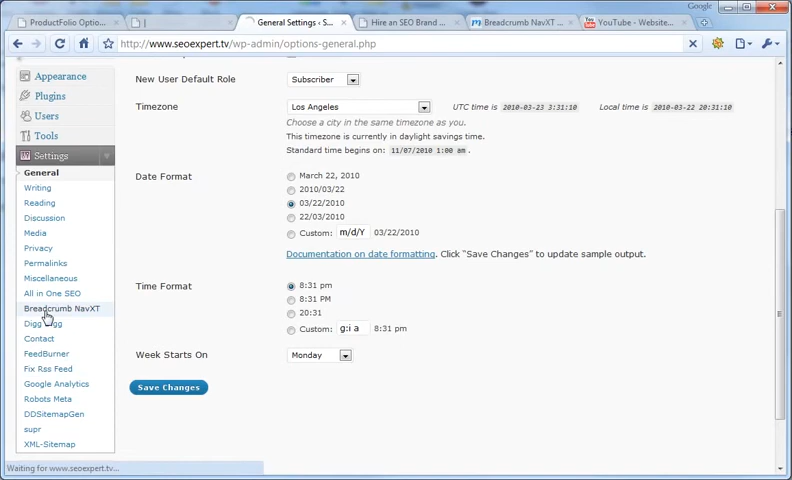 Google
ProductFolio Optio...
General Settings ‹ S...
Hire an SEO Brand ...
Breadcrumb NavXT ...
YouTube - Website...
http://www.seoexpert.tv/wp-admin/options-general.php
Appearance
Plugins
Users
Tools
Settings
General
Writing
Reading
Discussion
Media
Privacy
Permalinks
Miscellaneous
All in One SEO
Breadcrumb NavXT
Digg Digg
Contact
FeedBurner
Fix Rss Feed
Google Analytics
Robots Meta
DDSitemapGen
supr
XML-Sitemap
New User Default Role
Subscriber
Timezone
Los Angeles
UTC time is 2010-03-23 3:31:10
Local time is 2010-03-22 20:31:10
Choose a city in the same timezone as you.
This timezone is currently in daylight savings time.
Standard time begins on: 11/07/2010 1:00 am .
Date Format
March 22, 2010
2010/03/22
03/22/2010
22/03/2010
Custom: m/d/Y 03/22/2010
Documentation on date formatting. Click “Save Changes” to update sample output.
Time Format
8:31 pm
8:31 PM
20:31
Custom: g:i a 8:31 pm
Week Starts On
Monday
Save Changes
Waiting for www.seoexpert.tv...